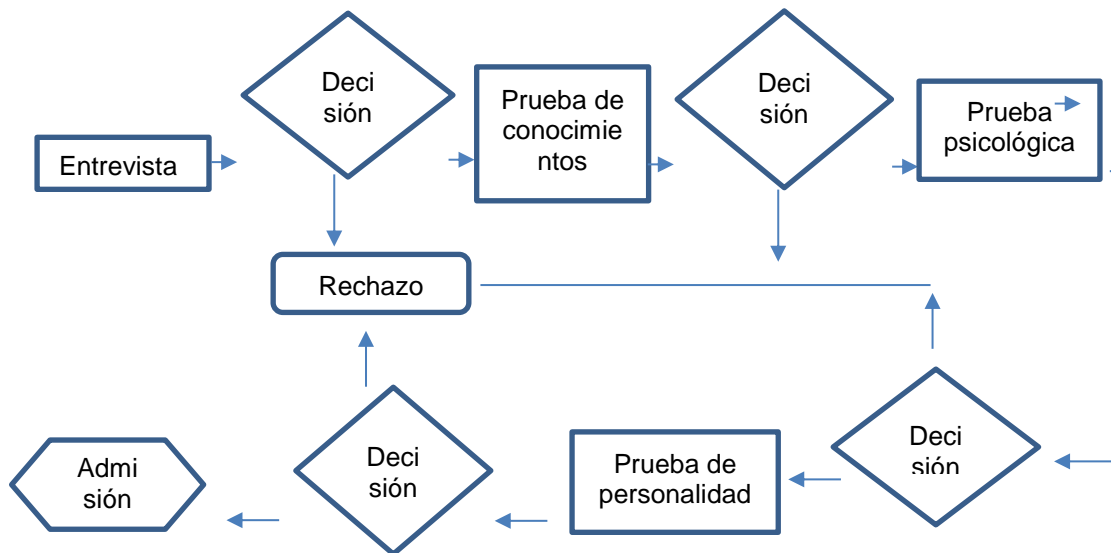 Entrevista
Deci
sión
Prueba de
conocimie
ntos
Deci
sión
Prueba
psicológica
Rechazo
Deci
sión
Prueba de
personalidad
Deci
sión
Admi
sión